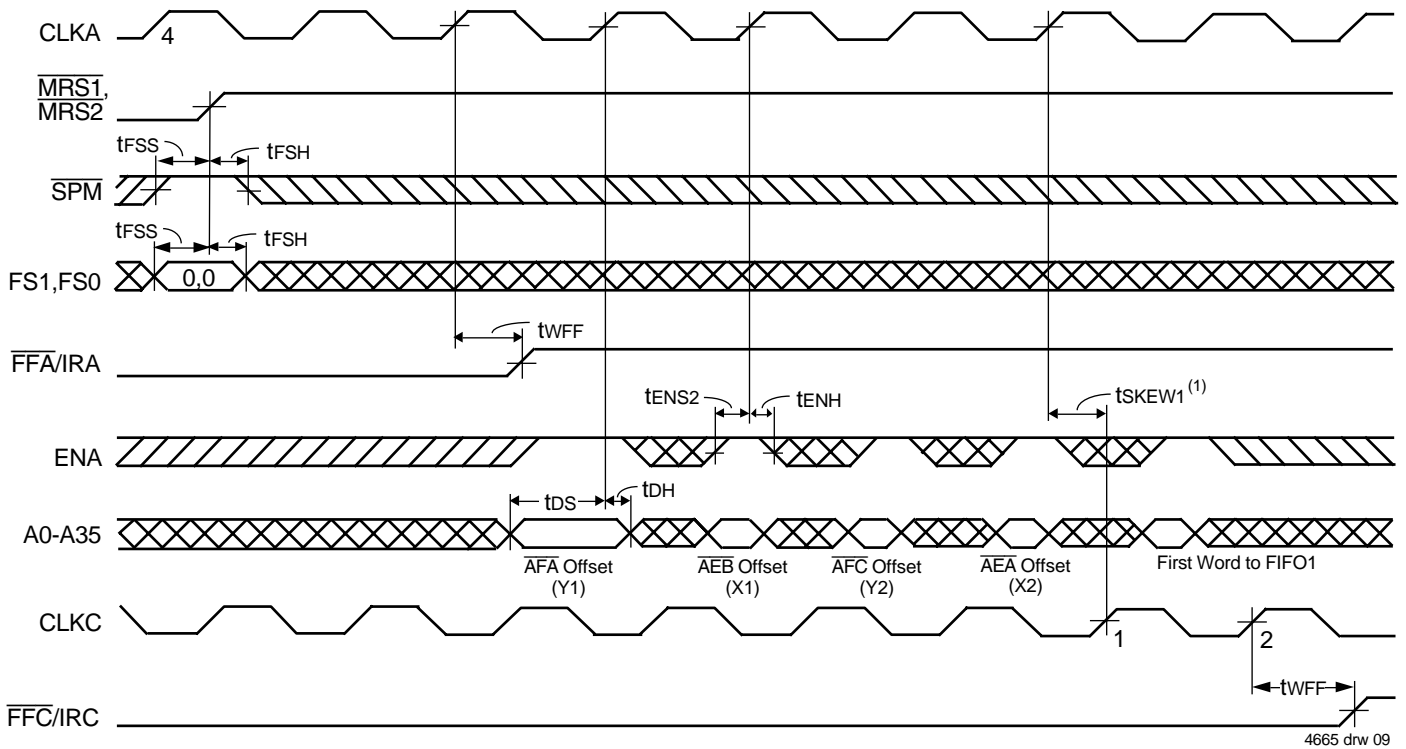 CLKA
4
MRS1,
MRS2
tFSS
tFSH
SPM
tFSS
tFSH
FS1,FS0
0,0
tWFF
FFA/IRA
tENS2
tENH
tSKEW1 (1)
ENA
tDS
tDH
A0-A35
AFA Offset
(Y1)
AEB Offset
(X1)
AFC Offset
(Y2)
AEA Offset
(X2)
First Word to FIFO1
CLKC
1
2
tWFF
FFC/IRC
4665 drw 09